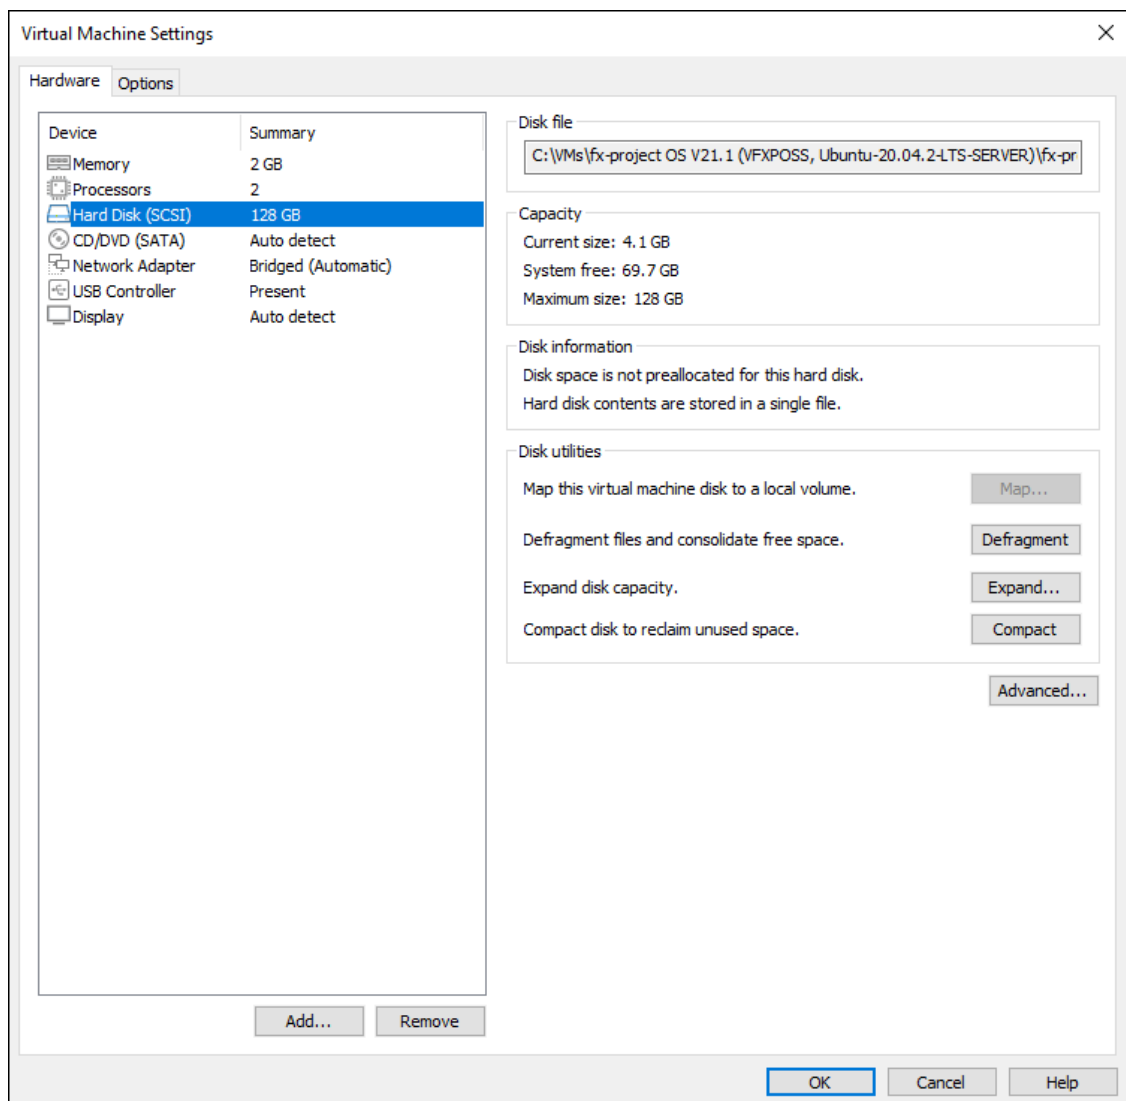 Virtual Machine Settings
Hardware
Options
Device Summary
Memory 2 GB
Processors 2
Hard Disk (SCSI) 128 GB
CD/DVD (SATA) Auto detect
Network Adapter Bridged (Automatic)
USB Controller Present
Display Auto detect
Add...
Remove
Disk file
C:\VMs\fx-project OS V21.1 (VFXPOSS, Ubuntu-20.04.2-LTS-SERVER)\fx-pr
Capacity
Current size: 4.1 GB
System free: 69.7 GB
Maximum size: 128 GB
Disk information
Disk space is not preallocated for this hard disk.
Hard disk contents are stored in a single file.
Disk utilities
Map this virtual machine disk to a local volume. Map...
Defragment files and consolidate free space. Defragment
Expand disk capacity. Expand...
Compact disk to reclaim unused space. Compact
Advanced...
OK
Cancel
Help